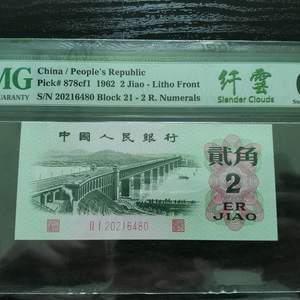 MG
GUARANTY
China / People's Republic
Pick# 878cf1 1962 2 Jiao - Litho Front
S/N 20216480 Block 21 - 2 R. Numerals
纤雲
Slender Clouds
中國人民銀行
貳角
2
ER
JIAO
II I 20216480